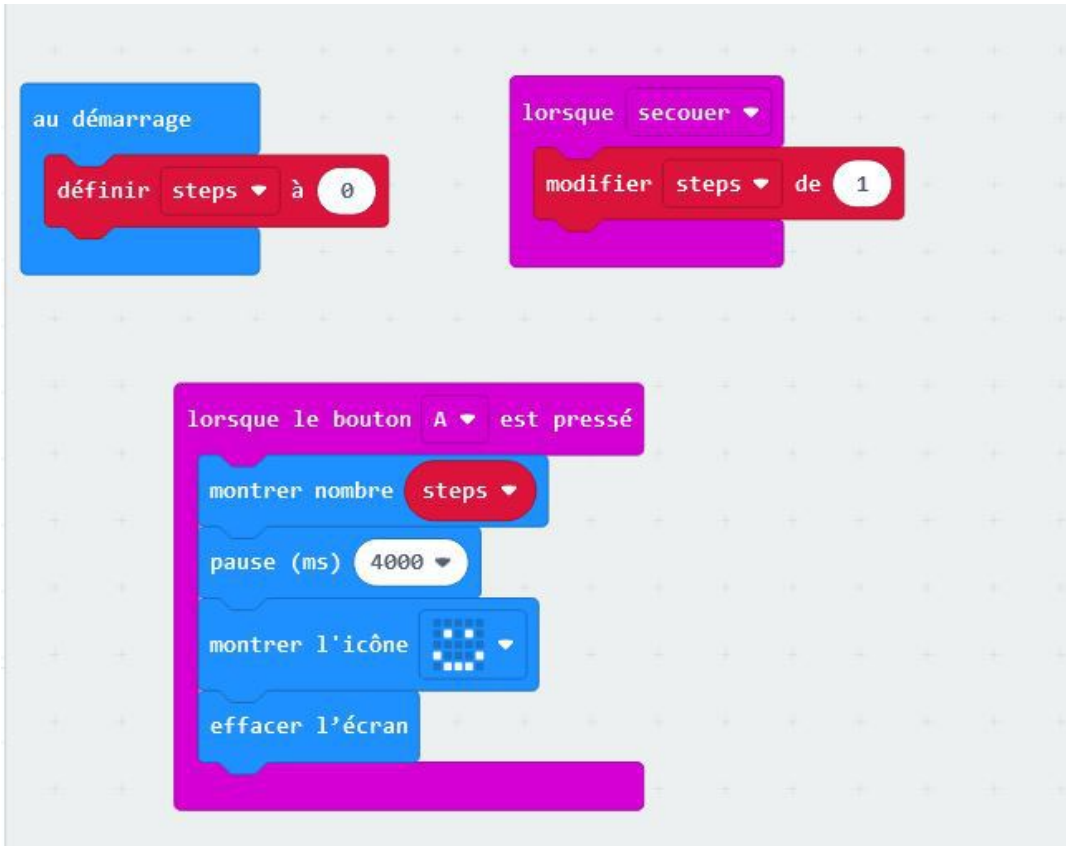 au démarrage
définir steps à 0
lorsque secouer
modifier steps de 1
lorsque le bouton A est pressé
montrer nombre steps
pause (ms) 4000
montrer l'icône
effacer l’écran